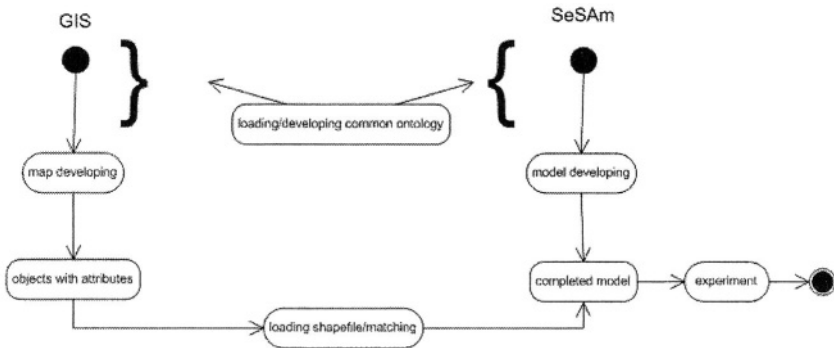 GIS
SeSAm
loading/developing common ontology
map developing
model developing
objects with attributes
completed model
experiment
loading shapefile/matching